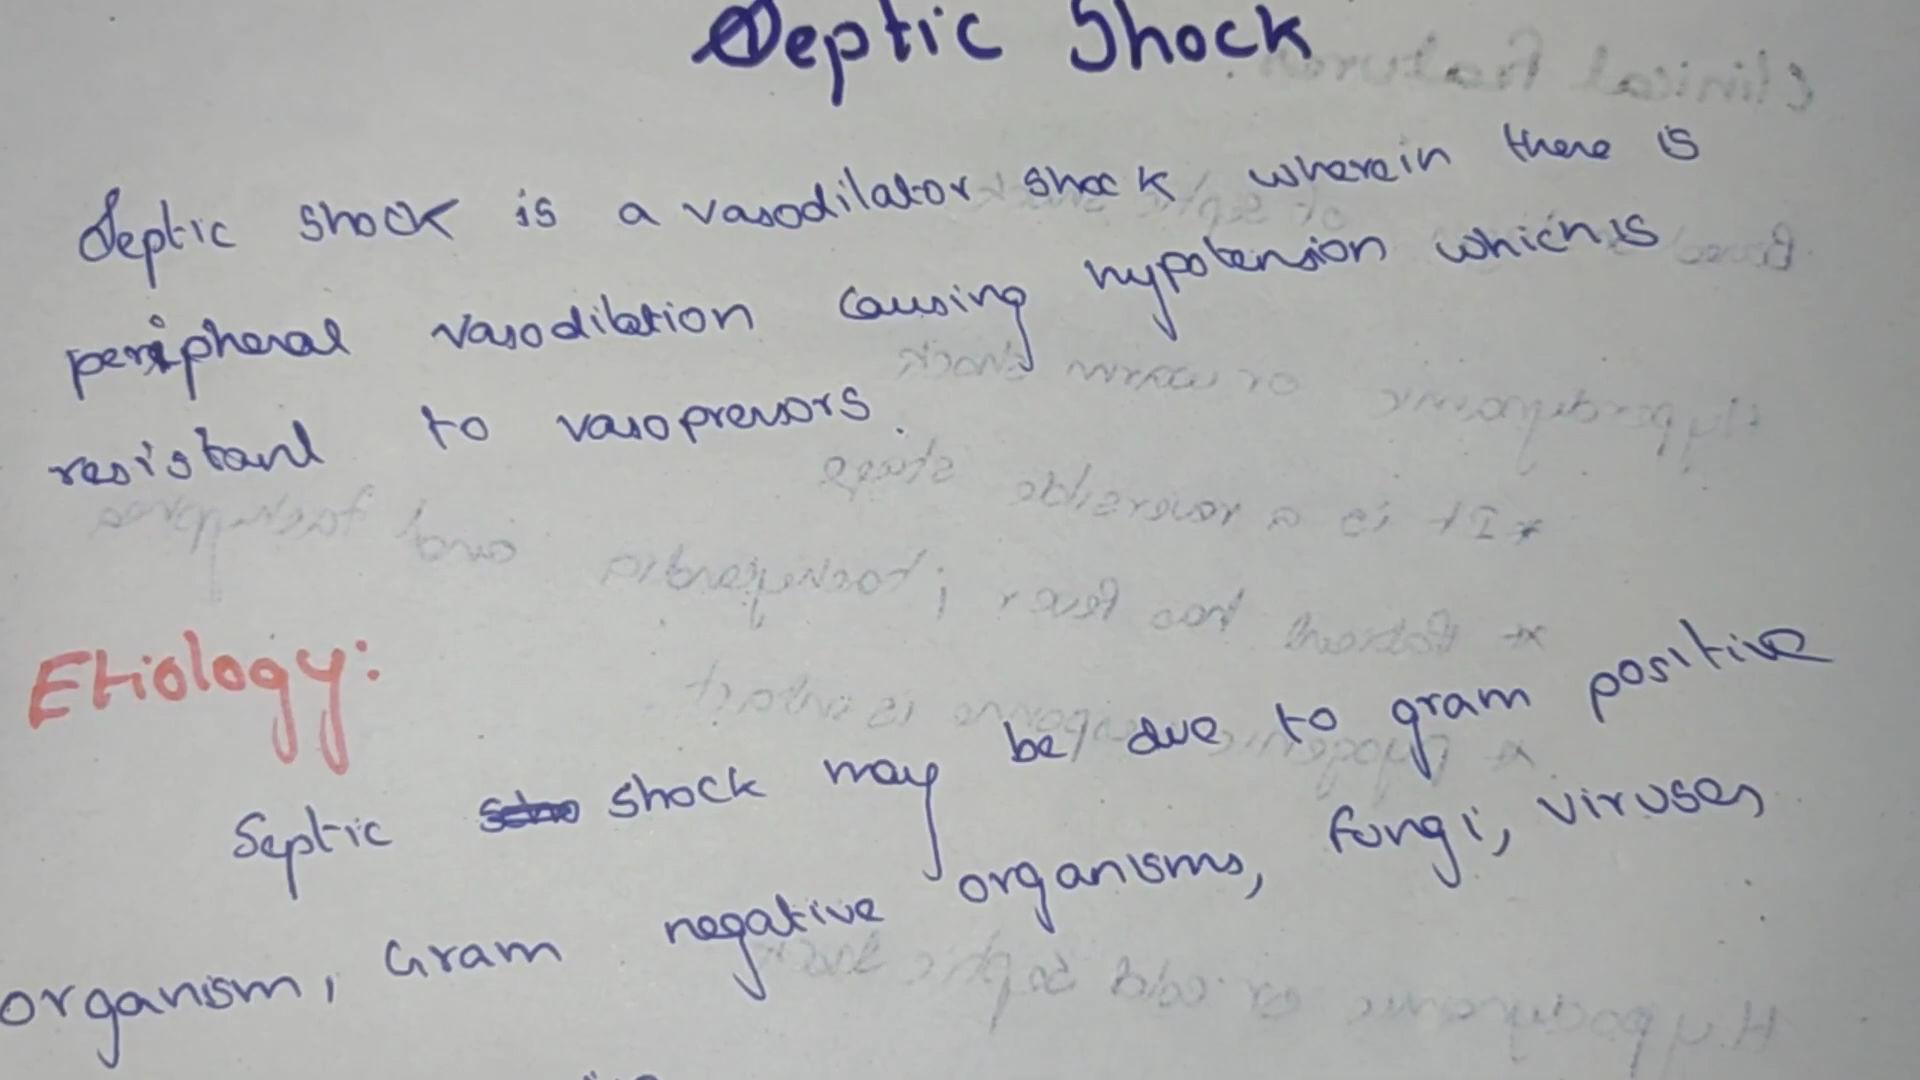 Septic Shock
Septic shock is a vasodilator shock wherein there is
peripheral vasodilation causing hypotension which is
resistant to vasopressors.
Etiology:
Septic shock may be due to gram positive
organism, Gram negative organisms, fungi, viruses,